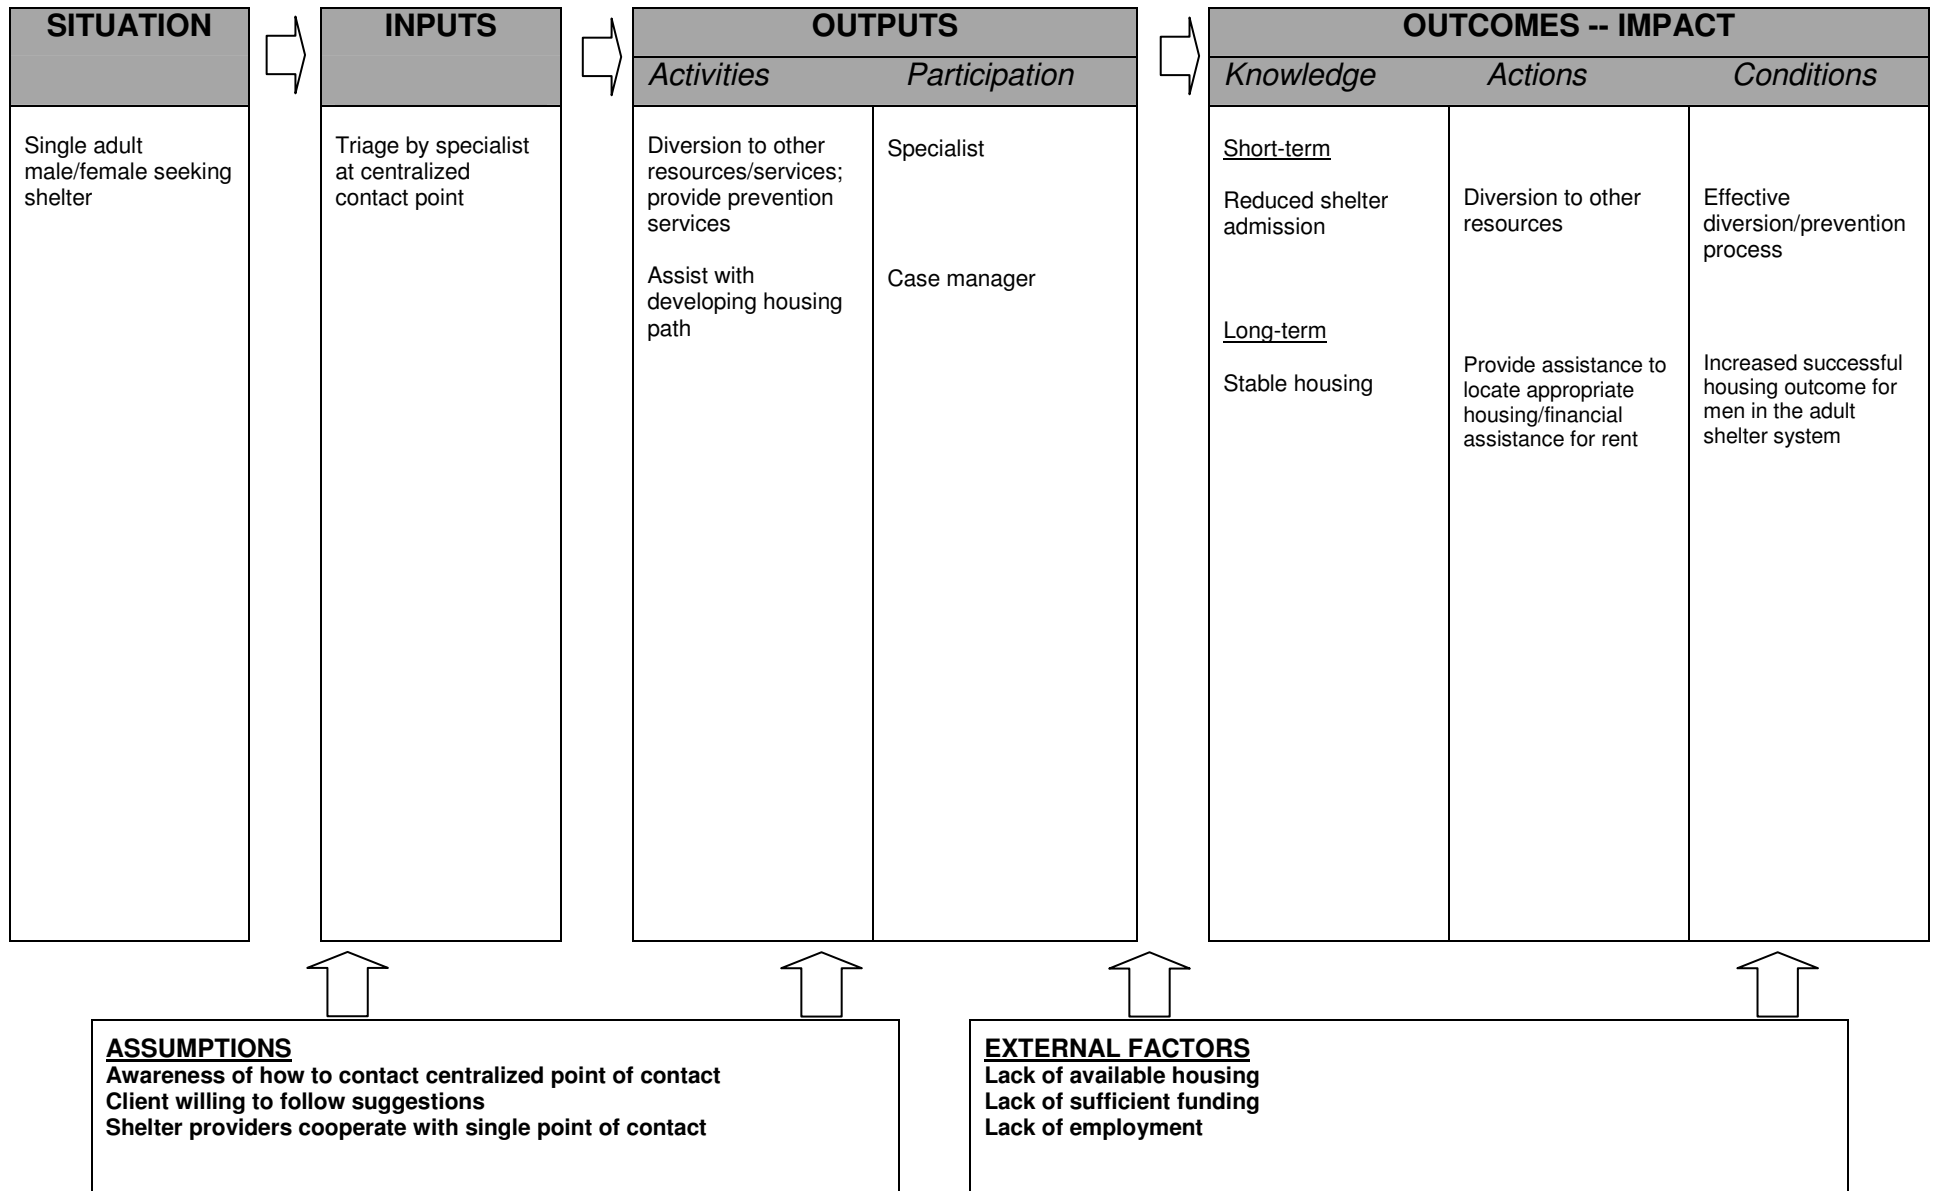 SITUATION
INPUTS
OUTPUTS
OUTCOMES -- IMPACT
Activities
Participation
Knowledge
Actions
Conditions
Single adult
male/female seeking
shelter
Triage by specialist
at centralized
contact point
Diversion to other
resources/services;
provide prevention
services
Assist with
developing housing
path
Specialist
Case manager
Short-term
Reduced shelter
admission
Long-term
Stable housing
Diversion to other
resources
Provide assistance to
locate appropriate
housing/financial
assistance for rent
Effective
diversion/prevention
process
Increased successful
housing outcome for
men in the adult
shelter system
ASSUMPTIONS
Awareness of how to contact centralized point of contact
Client willing to follow suggestions
Shelter providers cooperate with single point of contact
EXTERNAL FACTORS
Lack of available housing
Lack of sufficient funding
Lack of employment